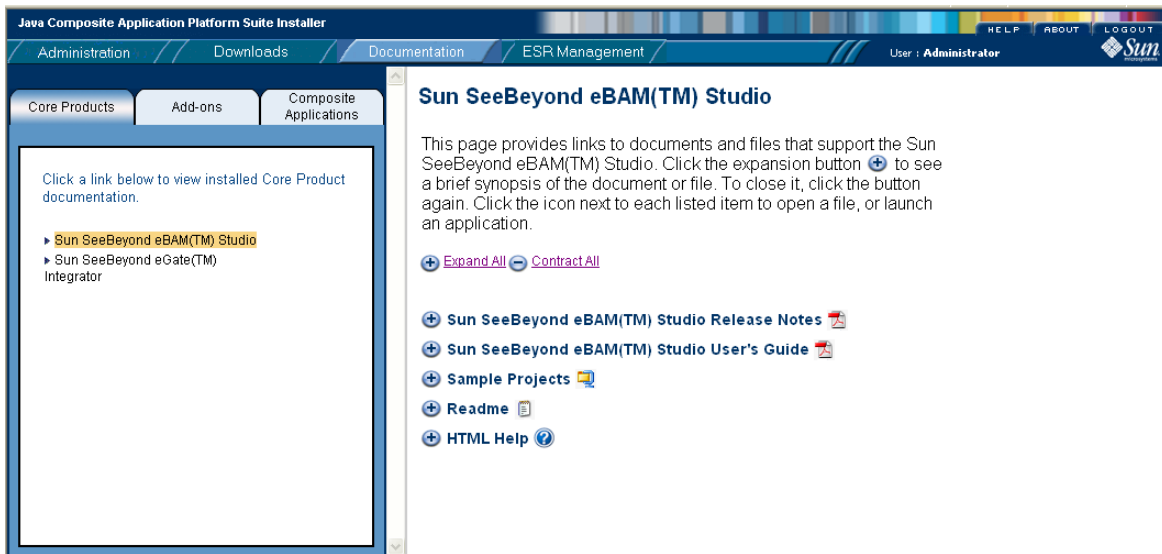 Java Composite Application Platform Suite Installer
HELP ABOUT LOGOUT
Administration Downloads Documentation ESR Management User : Administrator Sun
microsystems
Core Products Add-ons Composite
Applications
Click a link below to view installed Core Product
documentation.
Sun SeeBeyond eBAM(TM) Studio
Sun SeeBeyond eGate(TM)
Integrator
Sun SeeBeyond eBAM(TM) Studio
This page provides links to documents and files that support the Sun
SeeBeyond eBAM(TM) Studio. Click the expansion button to see
a brief synopsis of the document or file. To close it, click the button
again. Click the icon next to each listed item to open a file, or launch
an application.
Expand All Contract All
Sun SeeBeyond eBAM(TM) Studio Release Notes
Sun SeeBeyond eBAM(TM) Studio User's Guide
Sample Projects
Readme
HTML Help